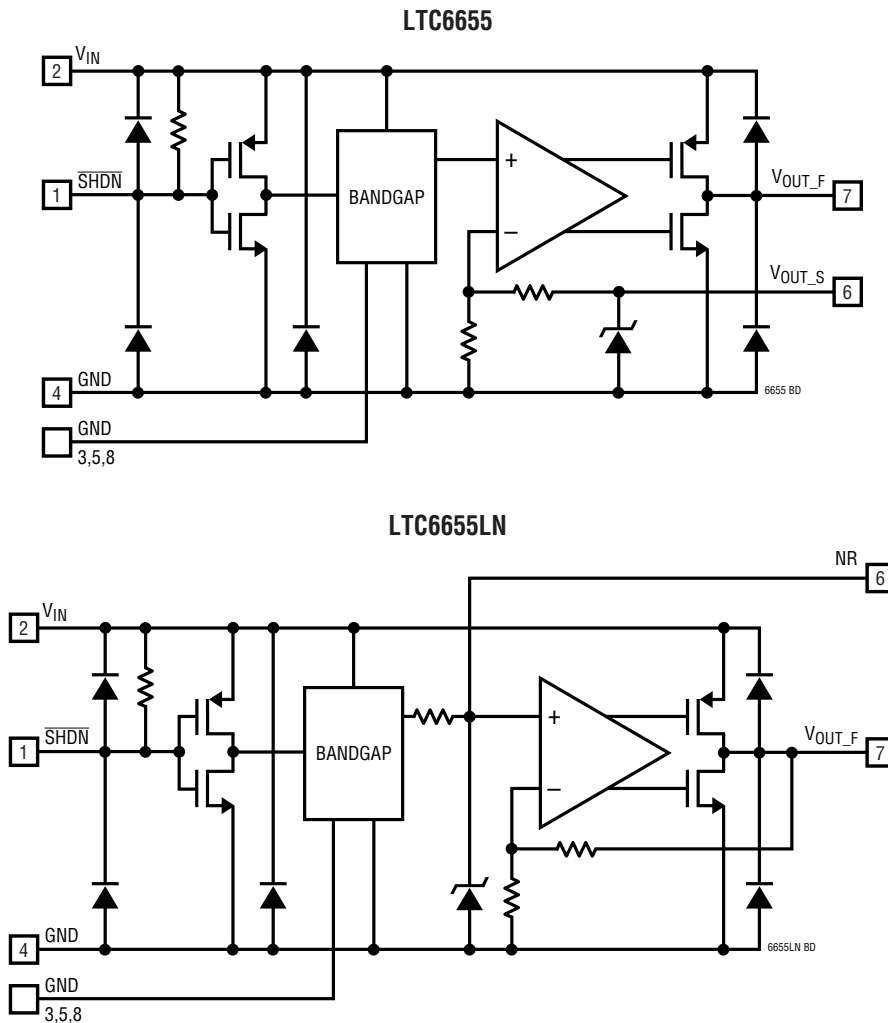 LTC6655
2
VIN
1
SHDN
BANDGAP
+
–
VOUT_F
7
VOUT_S
6
4
GND
6655 BD
GND
3,5,8
LTC6655LN
NR
6
2
VIN
1
SHDN
BANDGAP
+
–
VOUT_F
7
4
GND
6655LN BD
GND
3,5,8